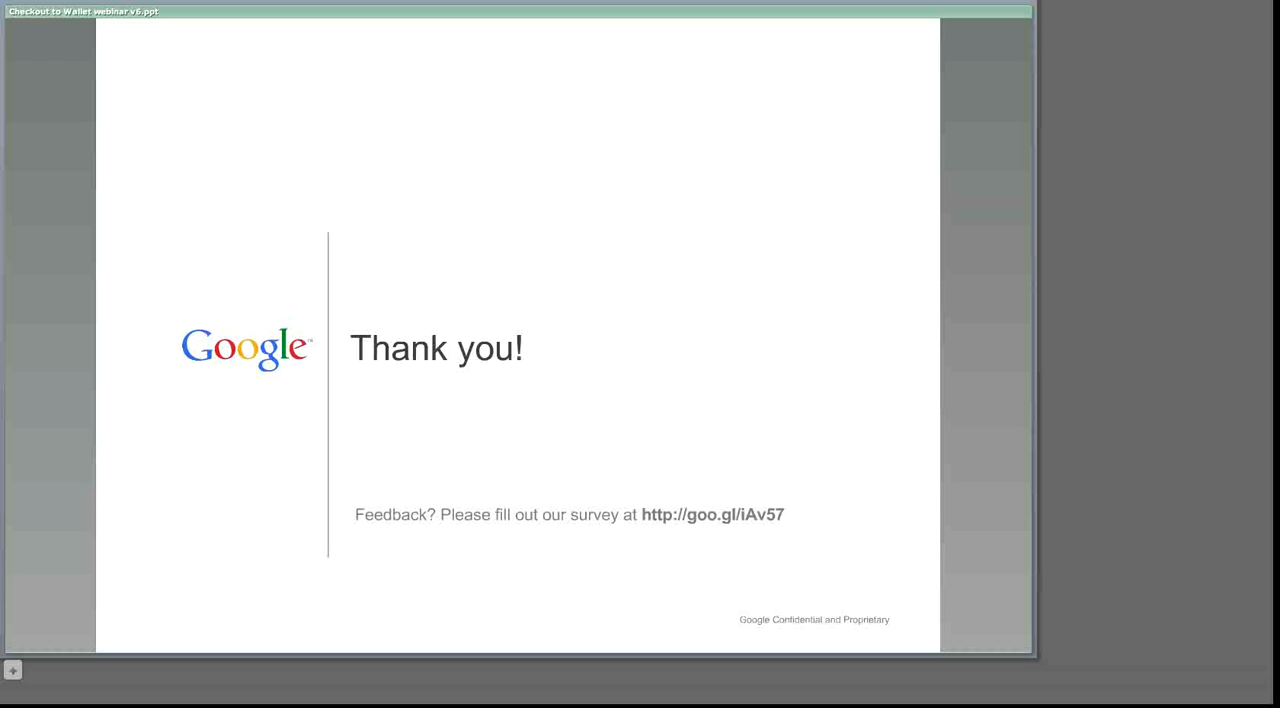 Checkout to Wallet webinar v6.ppt
Google™
Thank you!
Feedback? Please fill out our survey at http://goo.gl/iAv57
Google Confidential and Proprietary